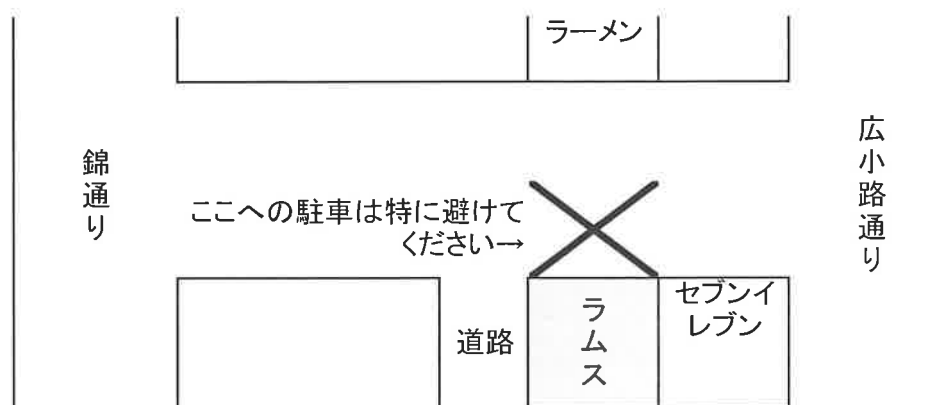 ラーメン
錦通り
広小路通り
ここへの駐車は特に避けて
ください→
道路
ラムス
セブンイ
レブン